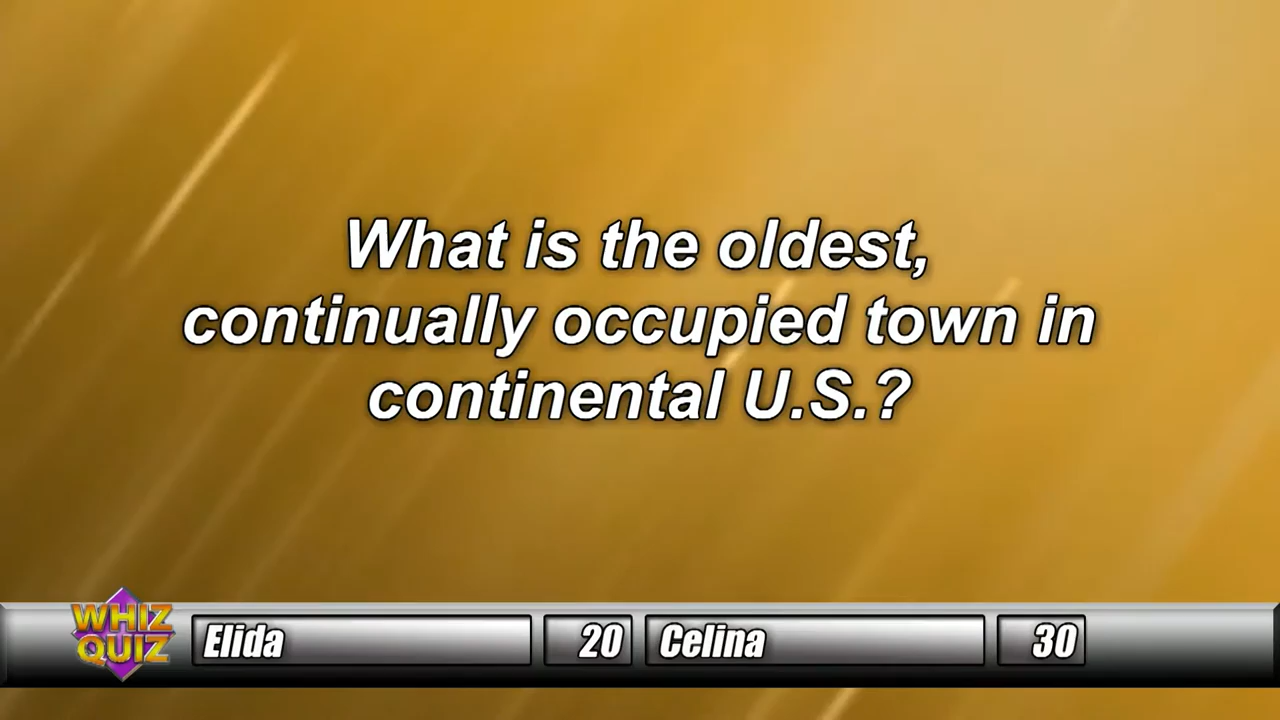 What is the oldest,
continually occupied town in
continental U.S.?
WHIZ
QUIZ
Elida 20 Celina 30